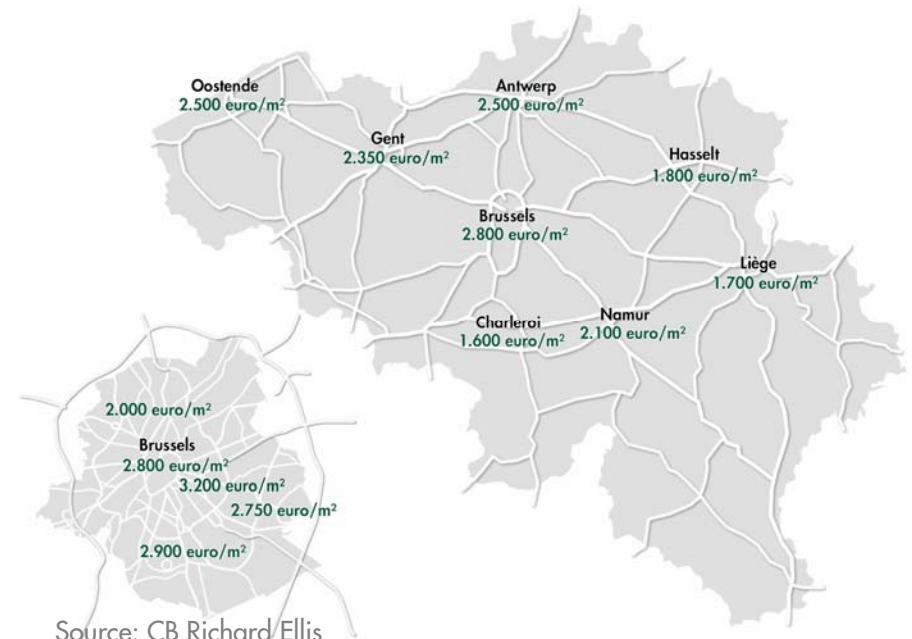 Oostende
2.500 euro/m²
Antwerp
2.500 euro/m²
Gent
2.350 euro/m²
Hasselt
1.800 euro/m²
Brussels
2.800 euro/m²
Liège
1.700 euro/m²
Charleroi
1.600 euro/m²
Namur
2.100 euro/m²
2.000 euro/m²
Brussels
2.800 euro/m²
3.200 euro/m²
2.750 euro/m²
2.900 euro/m²
Source: CB Richard Ellis